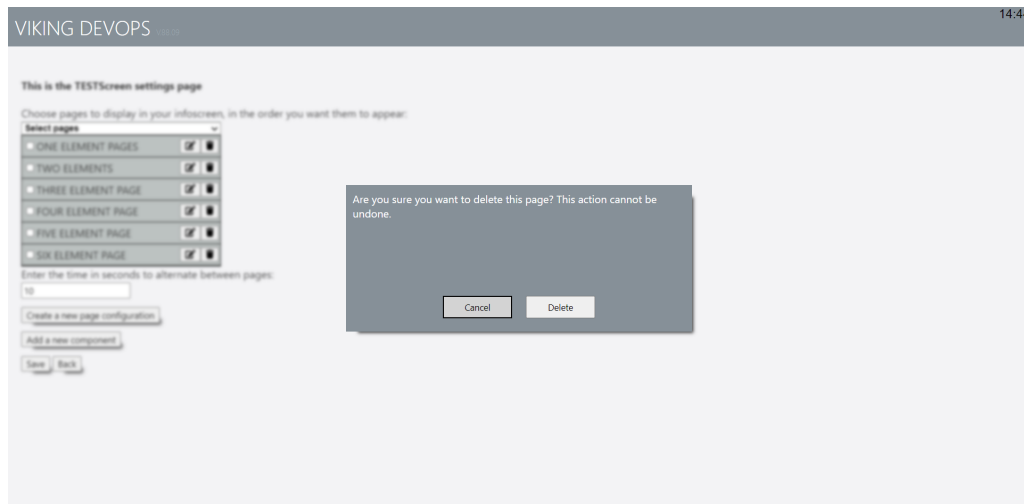 14:4
VIKING DEVOPS
This is the TESTScreen settings page
Choose pages to display in your infoscreen, in the order you want them to appear:
Select pages
ONE ELEMENT PAGES
TWO ELEMENTS
THREE ELEMENT PAGE
FOUR ELEMENT PAGE
FIVE ELEMENT PAGE
SIX ELEMENT PAGE
Enter the time in seconds to alternate between pages:
10
Create a new page configuration
Add a new component
Save Back
Are you sure you want to delete this page? This action cannot be
undone.
Cancel Delete